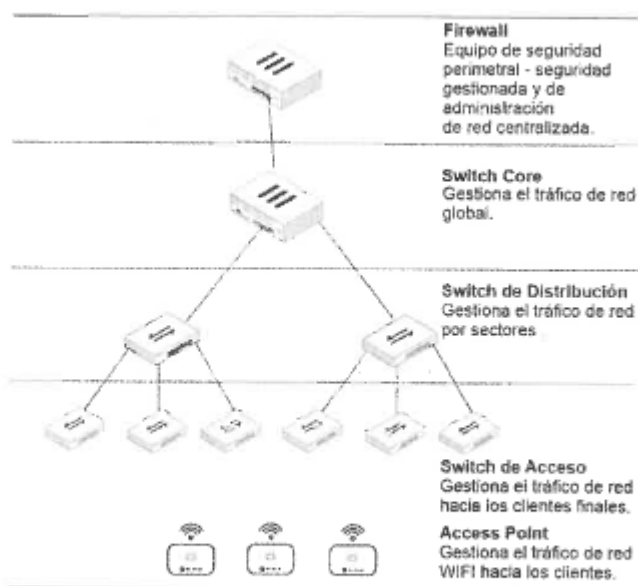 Firewall
Equipo de seguridad
perimetral - seguridad
gestionada y de
administración
de red centralizada.
Switch Core
Gestiona el tráfico de red
global.
Switch de Distribución
Gestiona el tráfico de red
por sectores
Switch de Acceso
Gestiona el tráfico de red
hacia los clientes finales.
Access Point
Gestiona el tráfico de red
WIFI hacia los clientes.